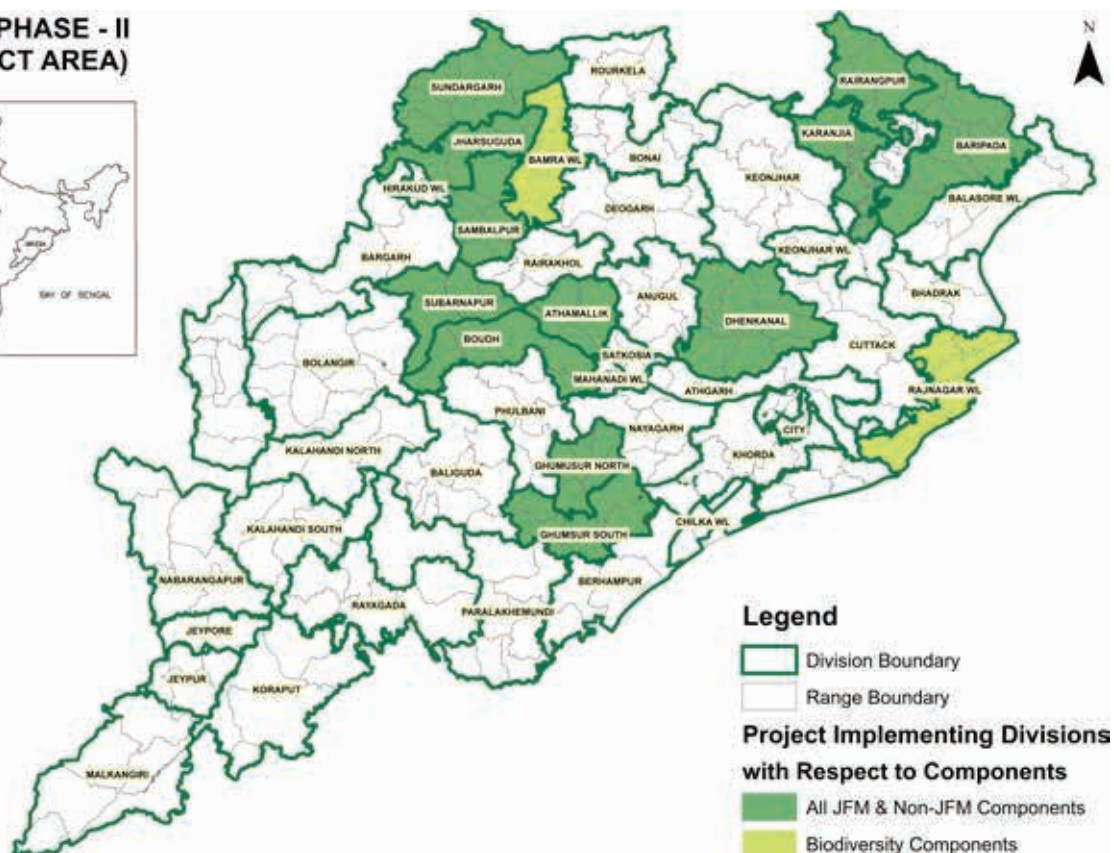 PHASE - II
CT AREA)
N
BAY OF BENGAL
ROURKELA
SUNDARGARH
RAIRANGPUR
JHARSUGUDA
KARANJIA
BARIPADA
BAMRA WL
BONAI
HIRAKUD WL
KEONJHAR
BALASORE WL
DEOGARH
SAMBALPUR
KEONJHAR WL
BARGARH
RAIRAKHOL
BHADRAK
SUBARNAPUR
ANUGUL
ATHAMALLIK
DHENKANAL
BOUDH
CUTTACK
SATKOSIA
BOLANGIR
MAHANADI WL
ATHGARH
RAJNAGAR WL
PHULBANI
NAYAGARH
CITY
KALAHANDI NORTH
KHORDA
GHUMUSUR NORTH
BALIGUDA
CHILKA WL
KALAHANDI SOUTH
GHUMSUR SOUTH
NABARANGAPUR
BERHAMPUR
RAYAGADA
PARALAKHEMUNDI
JEYPORE
JEYPUR
KORAPUT
MALKANGIRI
Legend
Division Boundary
Range Boundary
Project Implementing Divisions
with Respect to Components
All JFM & Non-JFM Components
Biodiversity Components